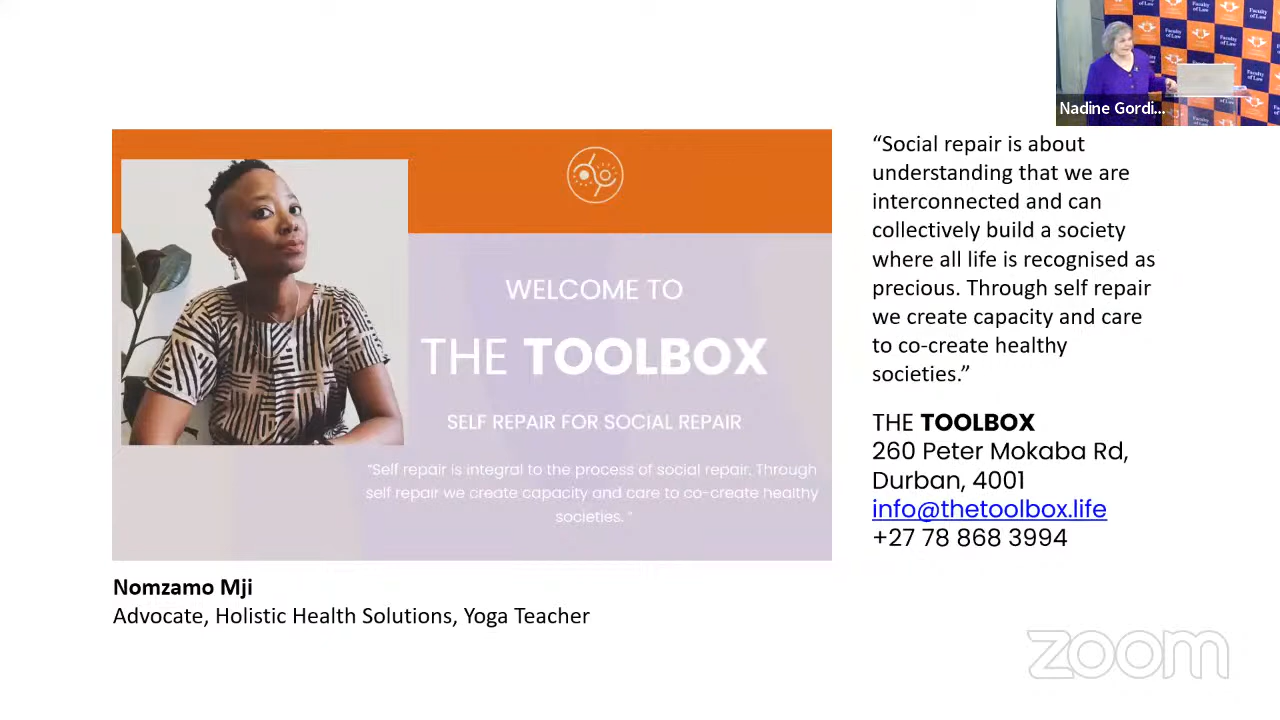 Faculty
of Law
Nadine Gordi...
WELCOME TO
THE TOOLBOX
SELF REPAIR FOR SOCIAL REPAIR
"Self repair is integral to the process of social repair. Through
self repair we create capacity and care to co-create healthy
societies. "
“Social repair is about
understanding that we are
interconnected and can
collectively build a society
where all life is recognised as
precious. Through self repair
we create capacity and care
to co-create healthy
societies.”
THE TOOLBOX
260 Peter Mokaba Rd,
Durban, 4001
info@thetoolbox.life
+27 78 868 3994
Nomzamo Mji
Advocate, Holistic Health Solutions, Yoga Teacher
zoom